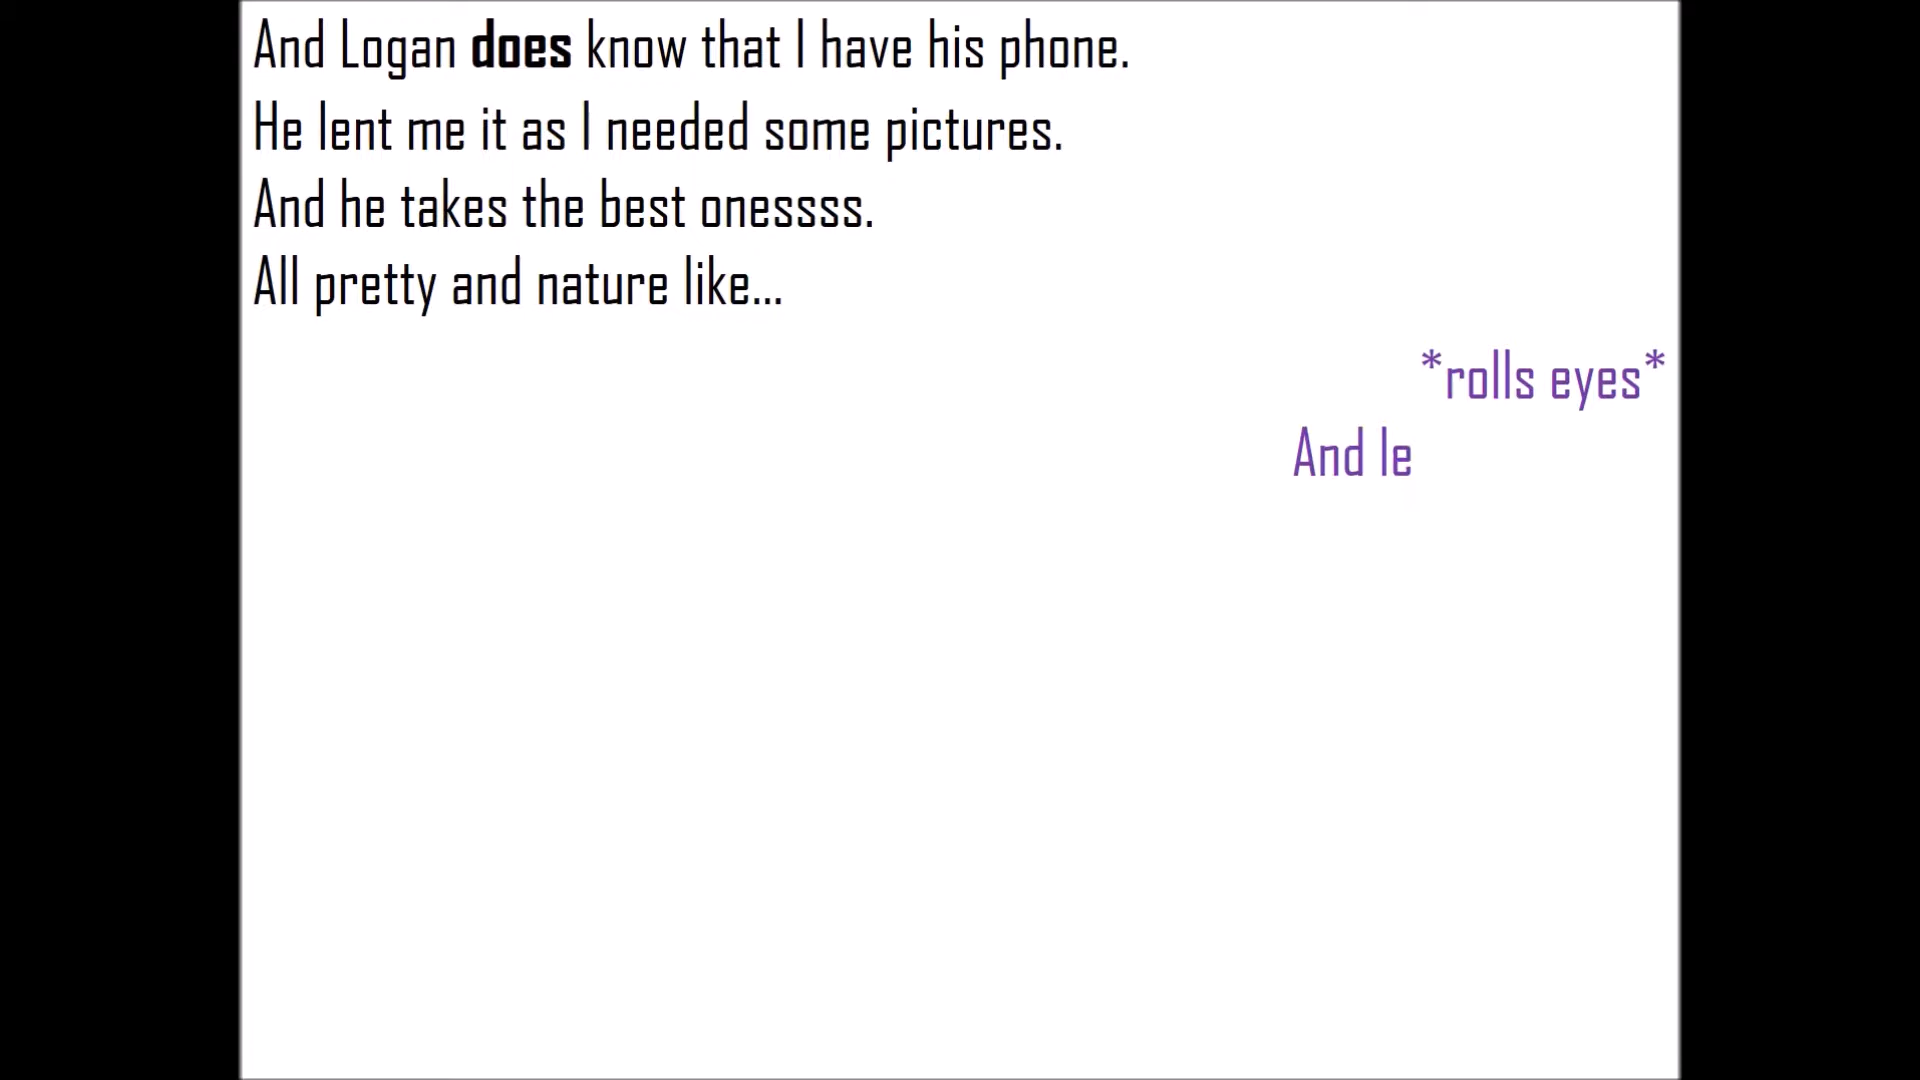 And Logan does know that I have his phone.
He lent me it as I needed some pictures.
And he takes the best onessss.
All pretty and nature like...
*rolls eyes*
And le